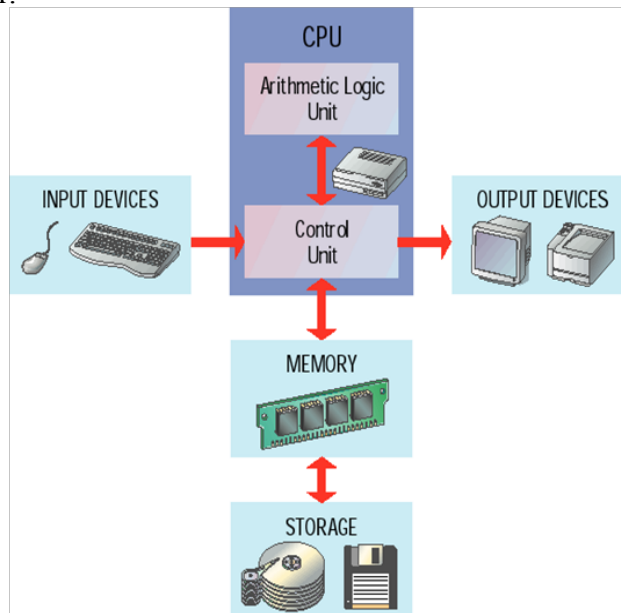 CPU
Arithmetic Logic
Unit
INPUT DEVICES
OUTPUT DEVICES
Control
Unit
MEMORY
STORAGE